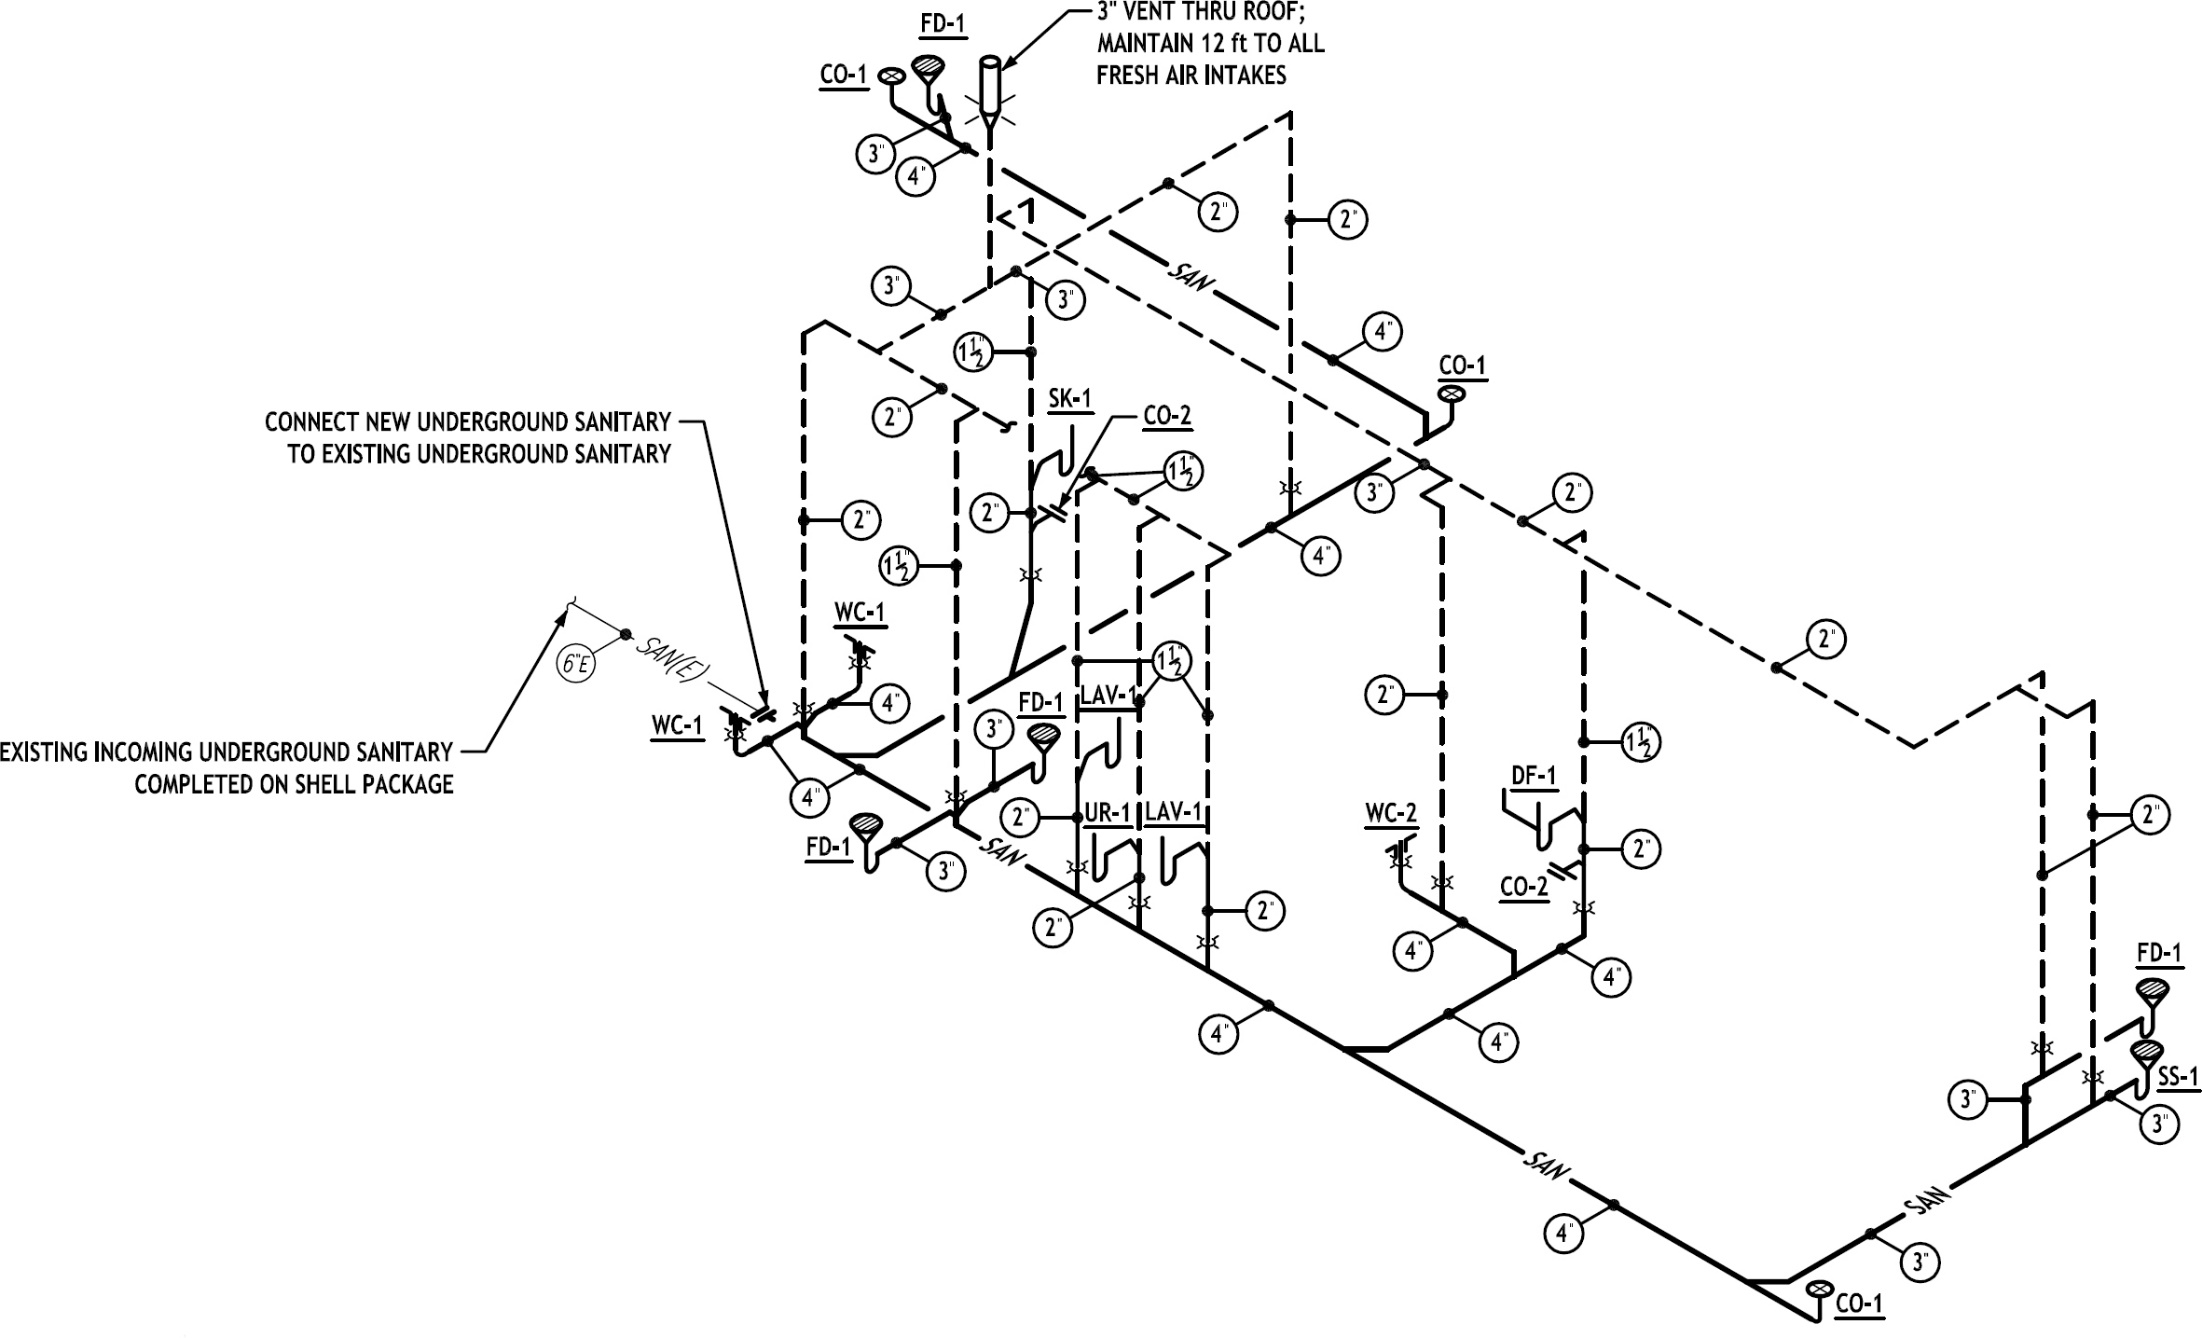 3" VENT THRU ROOF;
MAINTAIN 12 ft TO ALL
FRESH AIR INTAKES
FD-1
CO-1
3"
4"
2"
2"
SAN
3"
3"
4"
1½"
CO-1
2"
SK-1
CO-2
CONNECT NEW UNDERGROUND SANITARY
TO EXISTING UNDERGROUND SANITARY
1½"
3"
2"
2"
2"
4"
1½"
WC-1
6"E
SAN(E)
2"
1½"
4"
2"
WC-1
FD-1
LAV-1
3"
1½"
EXISTING INCOMING UNDERGROUND SANITARY
COMPLETED ON SHELL PACKAGE
4"
DF-1
2"
UR-1
LAV-1
WC-2
2"
FD-1
SAN
3"
2"
CO-2
2"
2"
4"
4"
FD-1
4"
4"
SS-1
3"
3"
SAN
SAN
4"
3"
CO-1